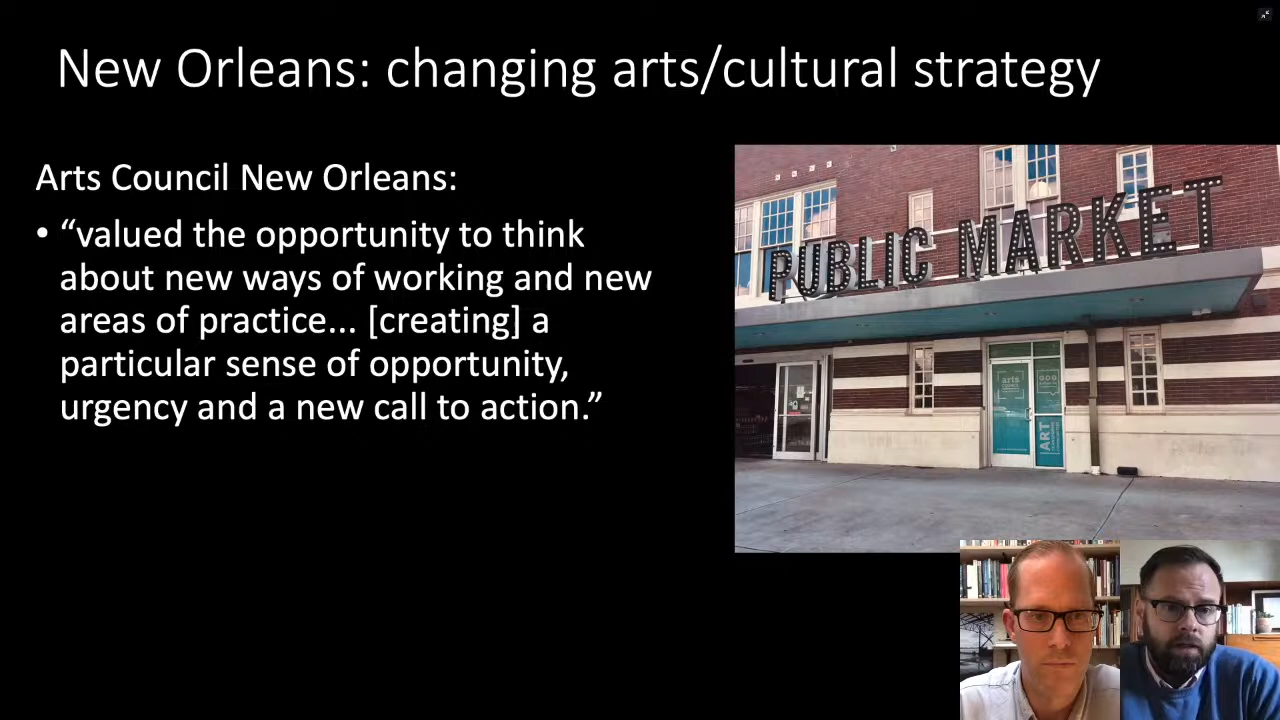 New Orleans: changing arts/cultural strategy
Arts Council New Orleans:
• “valued the opportunity to think
about new ways of working and new
areas of practice... [creating] a
particular sense of opportunity,
urgency and a new call to action.”
PUBLIC MARKET
arts
ART